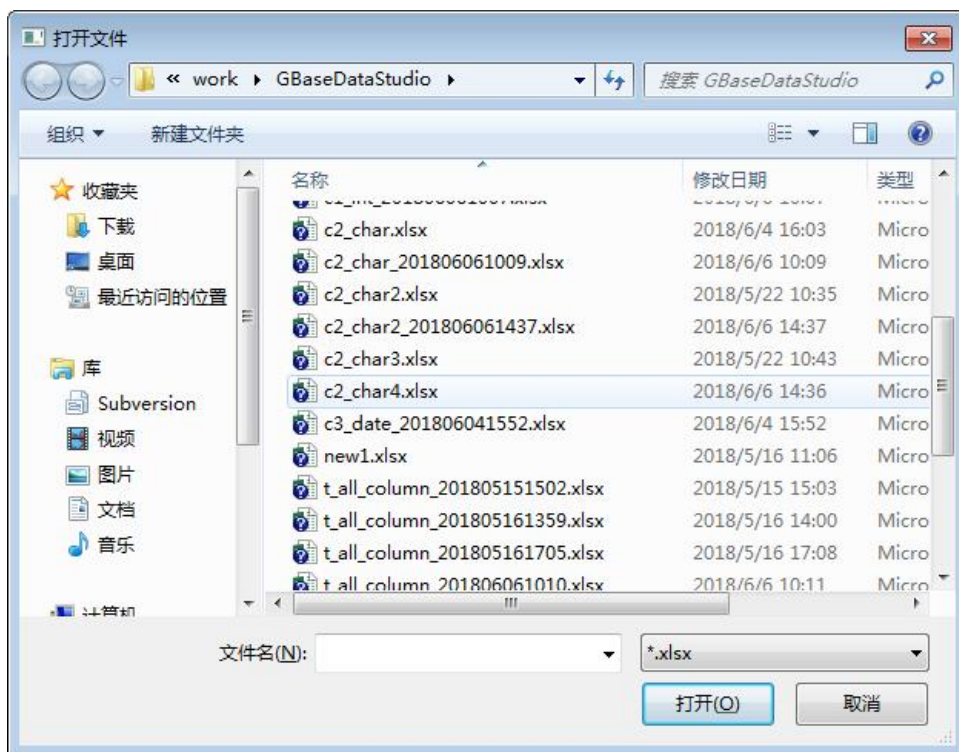 打开文件
« work ▸ GBaseDataStudio ▸
搜索 GBaseDataStudio
组织 ▼ 新建文件夹
收藏夹
下载
桌面
最近访问的位置
库
Subversion
视频
图片
文档
音乐
计算机
名称 修改日期 类型
c2_char.xlsx 2018/6/4 16:03 Micro
c2_char_201806061009.xlsx 2018/6/6 10:09 Micro
c2_char2.xlsx 2018/5/22 10:35 Micro
c2_char2_201806061437.xlsx 2018/6/6 14:37 Micro
c2_char3.xlsx 2018/5/22 10:43 Micro
c2_char4.xlsx 2018/6/6 14:36 Micro
c3_date_201806041552.xlsx 2018/6/4 15:52 Micro
new1.xlsx 2018/5/16 11:06 Micro
t_all_column_201805151502.xlsx 2018/5/15 15:03 Micro
t_all_column_201805161359.xlsx 2018/5/16 14:00 Micro
t_all_column_201805161705.xlsx 2018/5/16 17:08 Micro
t_all_column_201806061010.xlsx 2018/6/6 10:11 Micro
文件名(N): *.xlsx
打开(O) 取消